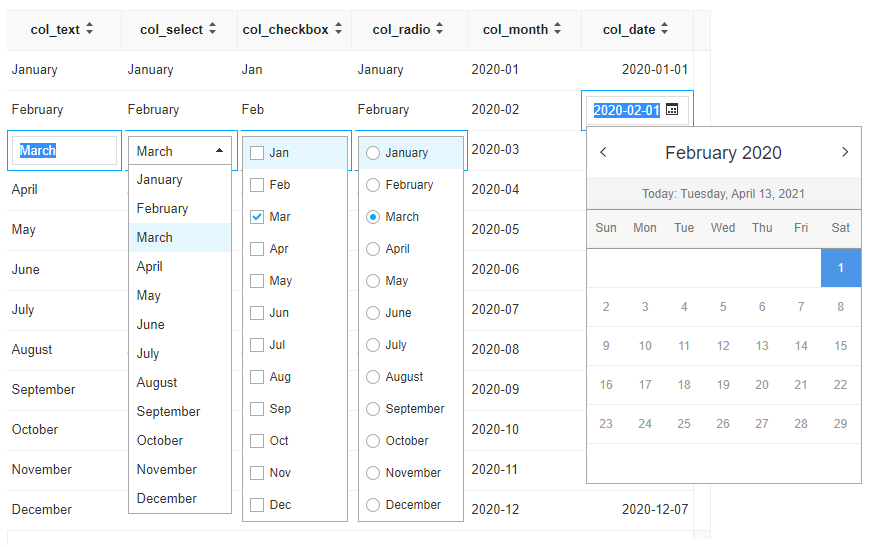 col_text col_select col_checkbox col_radio col_month col_date
January January Jan January 2020-01 2020-01-01
February February Feb February 2020-02 2020-02-01
March March 2020-03
April 2020-04
May 2020-05
June 2020-06
July 2020-07
August 2020-08
September 2020-09
October 2020-10
November 2020-11
December 2020-12 2020-12-07
January
February
March
April
May
June
July
August
September
October
November
December
Jan
Feb
Mar
Apr
May
Jun
Jul
Aug
Sep
Oct
Nov
Dec
January
February
March
April
May
June
July
August
September
October
November
December
February 2020
Today: Tuesday, April 13, 2021
Sun Mon Tue Wed Thu Fri Sat
1
2 3 4 5 6 7 8
9 10 11 12 13 14 15
16 17 18 19 20 21 22
23 24 25 26 27 28 29